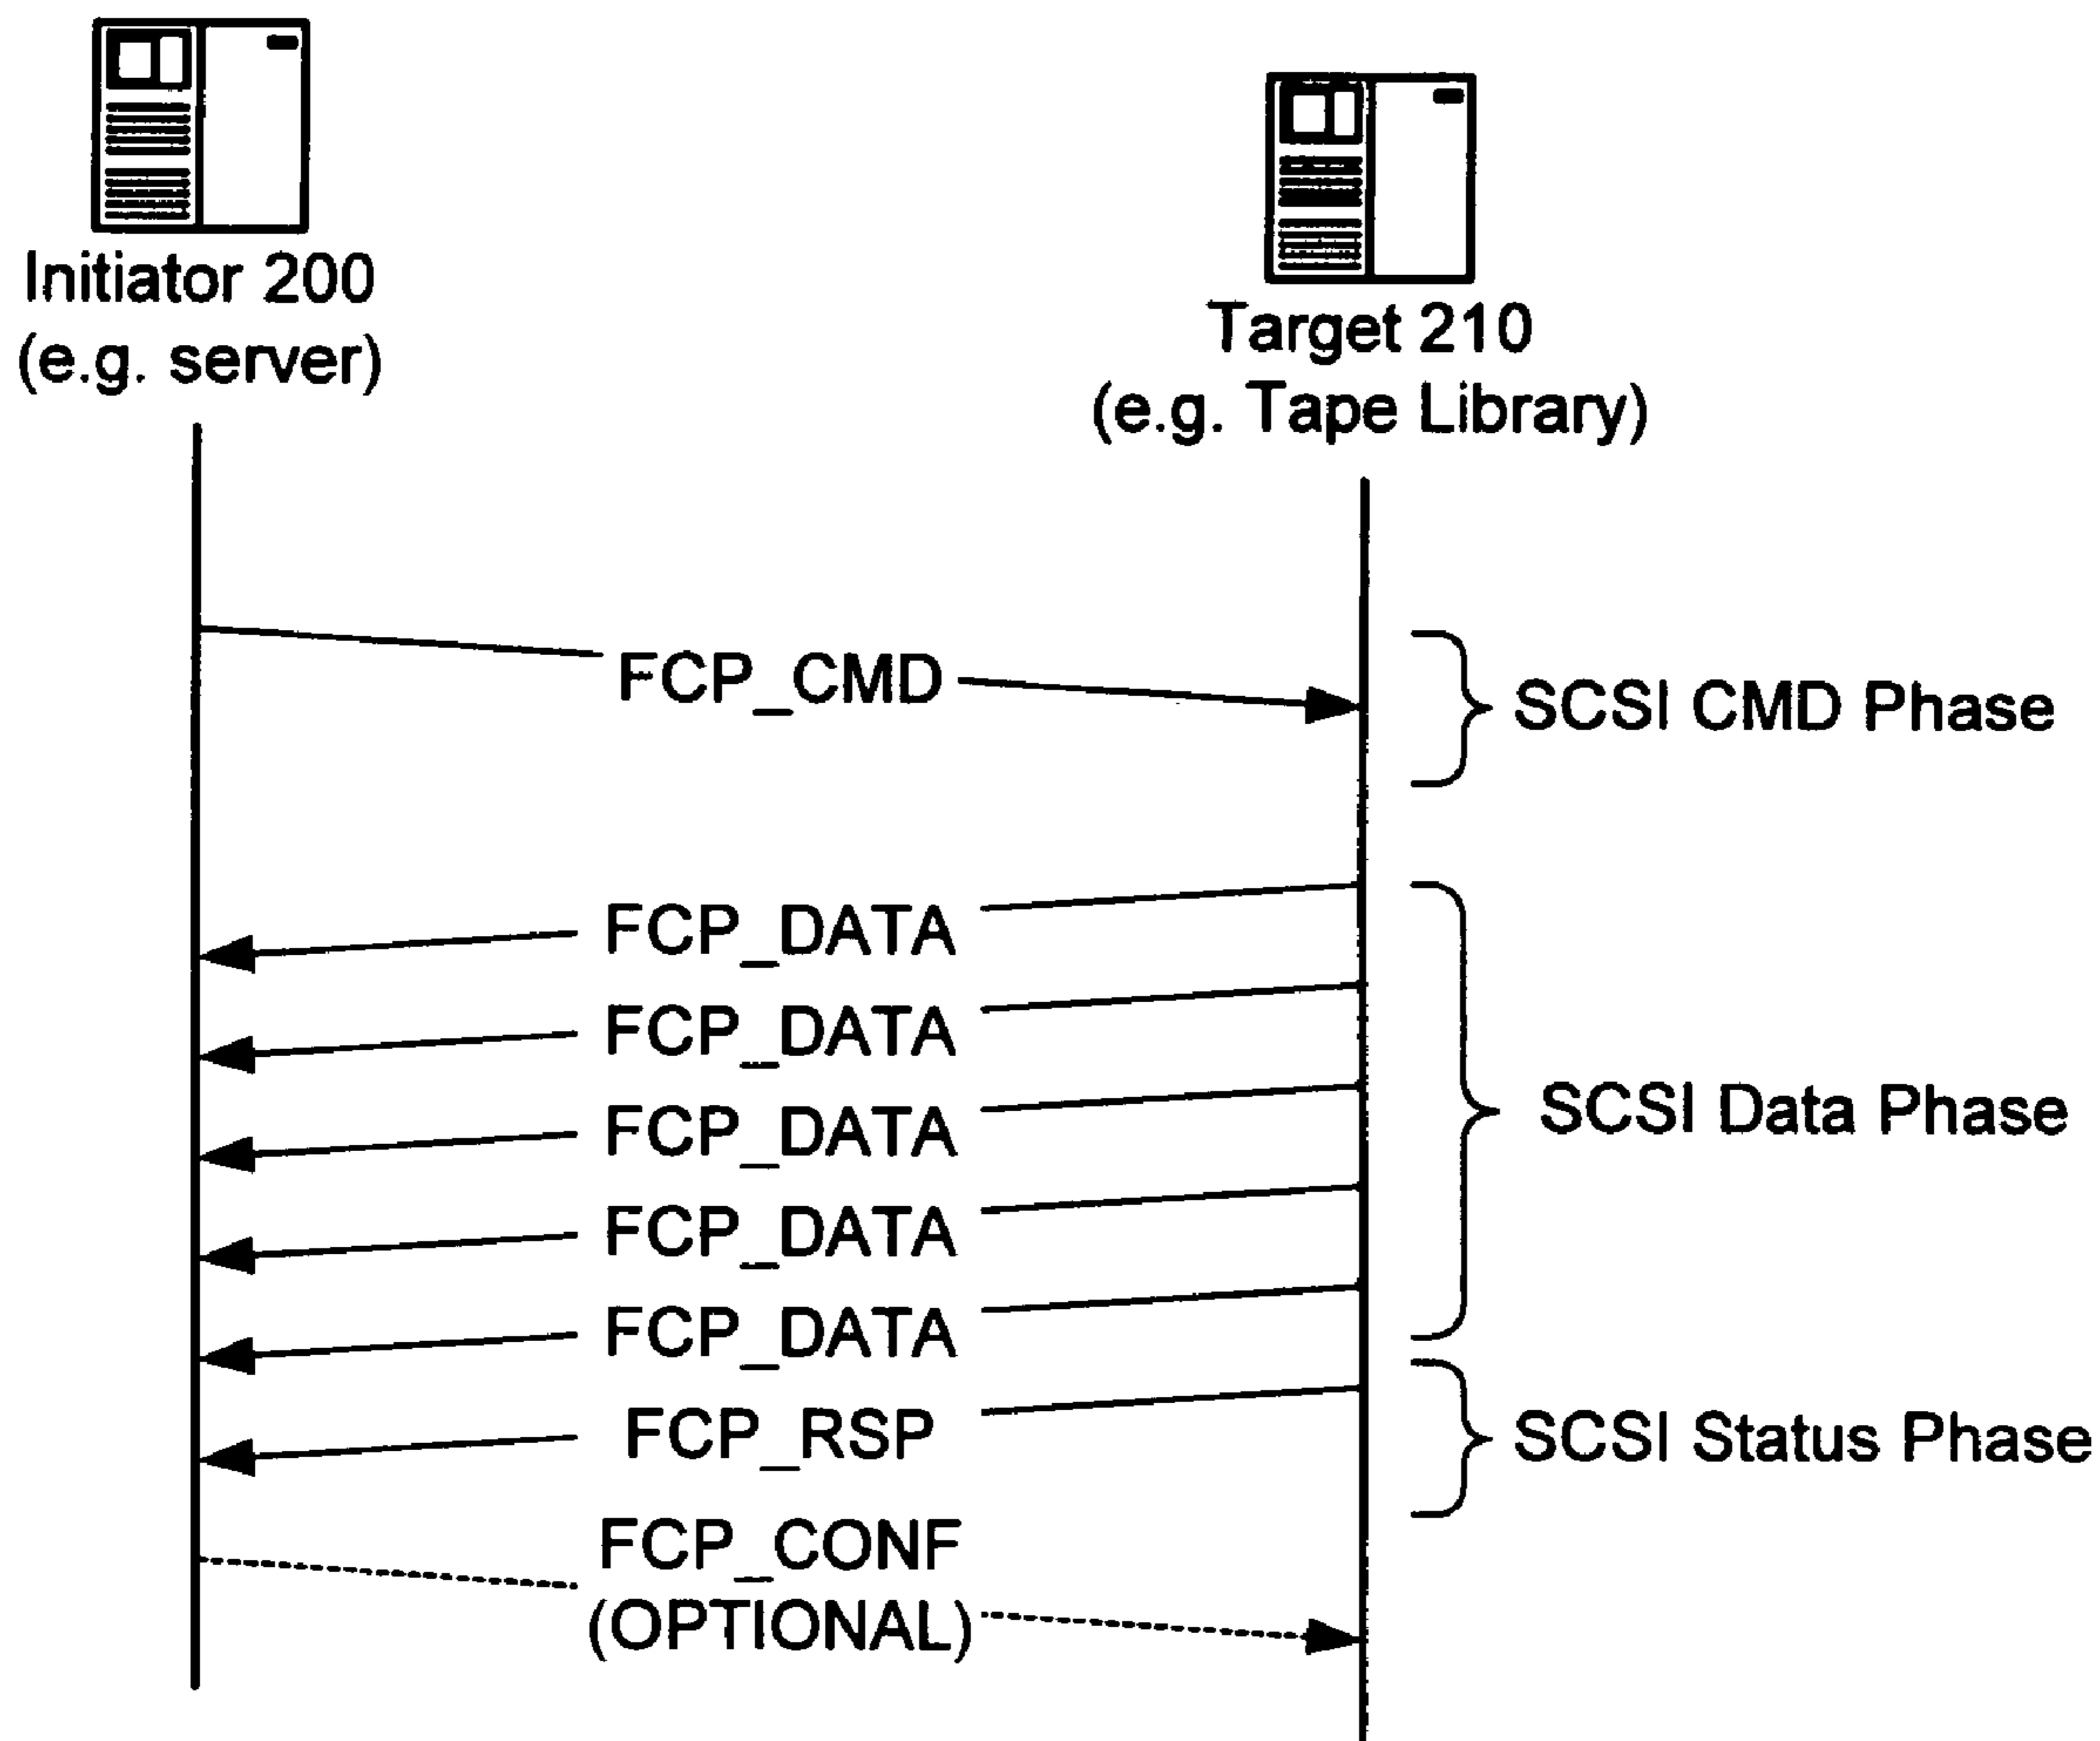 Initiator 200
(e.g. server)
Target 210
(e.g. Tape Library)
FCP_CMD
SCSI CMD Phase
FCP_DATA
FCP_DATA
FCP_DATA
SCSI Data Phase
FCP_DATA
FCP_DATA
FCP_RSP
SCSI Status Phase
FCP_CONF
(OPTIONAL)